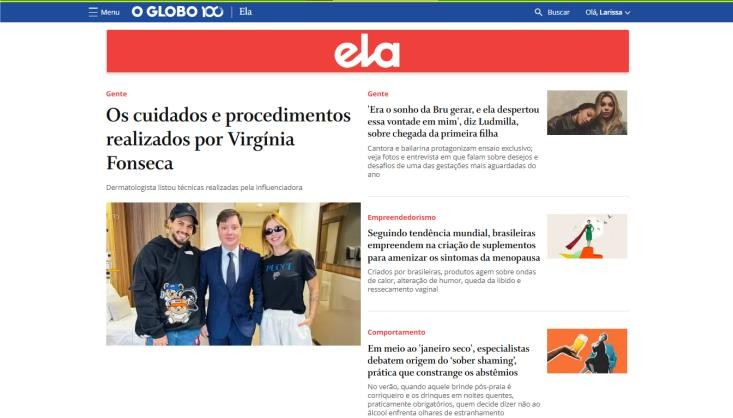 Menu
O GLOBO 100
Ela
Buscar
Olá, Larissa
ela
Gente
Os cuidados e procedimentos
realizados por Virgínia
Fonseca
Dermatologista listou técnicas realizadas pela influenciadora
PUCCI
Gente
'Era o sonho da Bru gerar, e ela despertou
essa vontade em mim', diz Ludmilla,
sobre chegada da primeira filha
Cantora e bailarina protagonizam ensaio exclusivo;
veja fotos e entrevista em que falam sobre desejos e
desafios de uma das gestações mais aguardadas do
ano
Empreendedorismo
Seguindo tendência mundial, brasileiras
empreendem na criação de suplementos
para amenizar os sintomas da menopausa
Criados por brasileiras, produtos agem sobre ondas
de calor, alteração de humor, queda da libido e
ressecamento vaginal
Comportamento
Em meio ao 'janeiro seco', especialistas
debatem origem do ‘sober shaming’,
prática que constrange os abstêmios
No verão, quando aquele brinde pós-praia é
corriqueiro e os drinques em noites quentes,
praticamente obrigatórios, quem decide dizer não ao
álcool enfrenta olhares de estranhamento